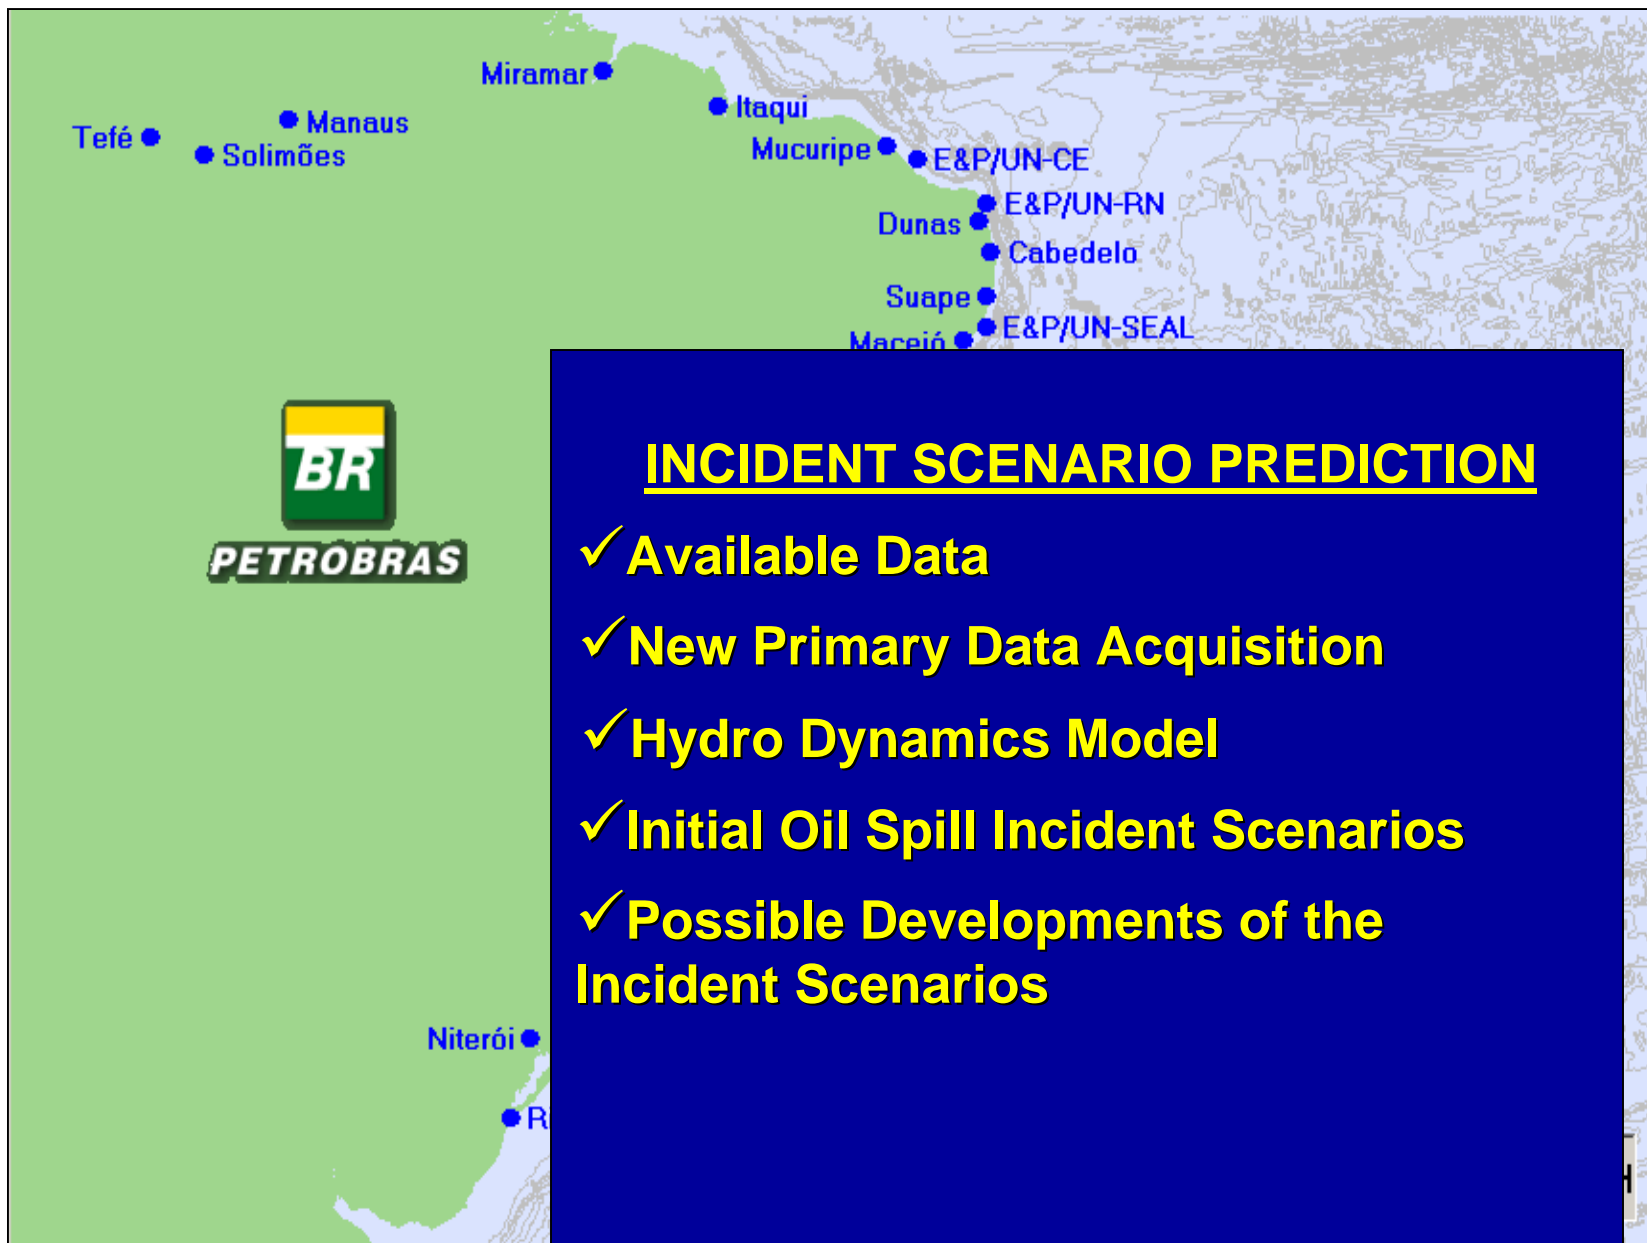 Miramar
Itaqui
Manaus
Tefé
Solimões
Mucuripe
E&P/UN-CE
E&P/UN-RN
Dunas
Cabedelo
Suape
E&P/UN-SEAL
Maceió
BR
PETROBRAS
INCIDENT SCENARIO PREDICTION
✓Available Data
✓New Primary Data Acquisition
✓Hydro Dynamics Model
✓Initial Oil Spill Incident Scenarios
✓Possible Developments of the
Incident Scenarios
Niterói